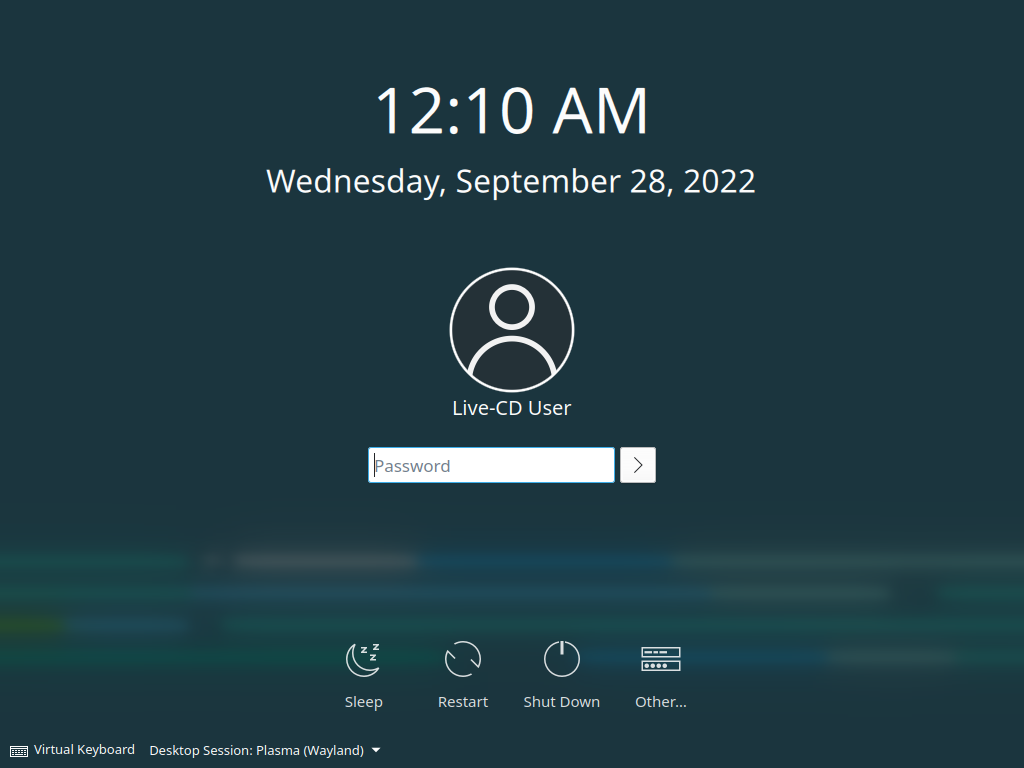 12:10 AM
Wednesday, September 28, 2022
Live-CD User
Password
Sleep
Restart
Shut Down
Other...
Virtual Keyboard
Desktop Session: Plasma (Wayland)